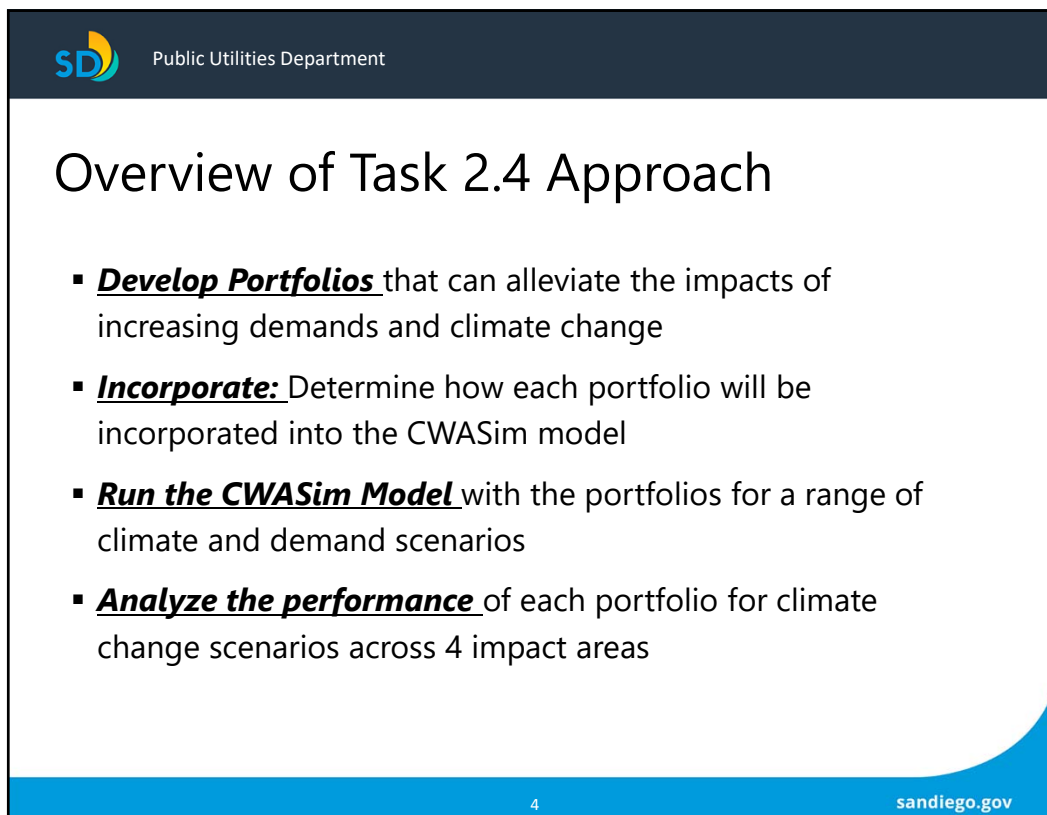 SD
Public Utilities Department
Overview of Task 2.4 Approach
▪ Develop Portfolios that can alleviate the impacts of
increasing demands and climate change
▪ Incorporate: Determine how each portfolio will be
incorporated into the CWASim model
▪ Run the CWASim Model with the portfolios for a range of
climate and demand scenarios
▪ Analyze the performance of each portfolio for climate
change scenarios across 4 impact areas
4
sandiego.gov